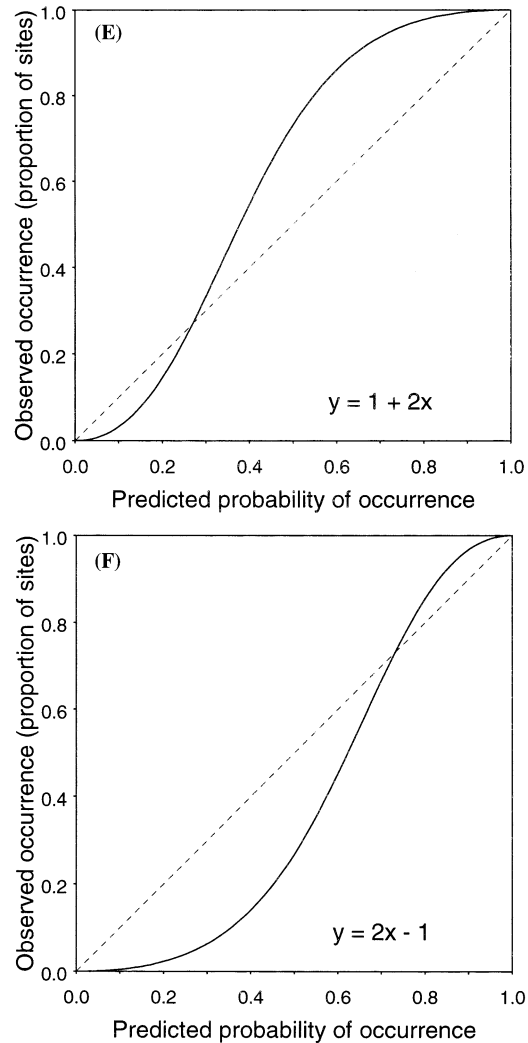 (E)
Observed occurrence (proportion of sites)
1.0
0.8
0.6
0.4
0.2
0.0
y = 1 + 2x
0.0 0.2 0.4 0.6 0.8 1.0
Predicted probability of occurrence
(F)
Observed occurrence (proportion of sites)
1.0
0.8
0.6
0.4
0.2
0.0
y = 2x - 1
0.0 0.2 0.4 0.6 0.8 1.0
Predicted probability of occurrence